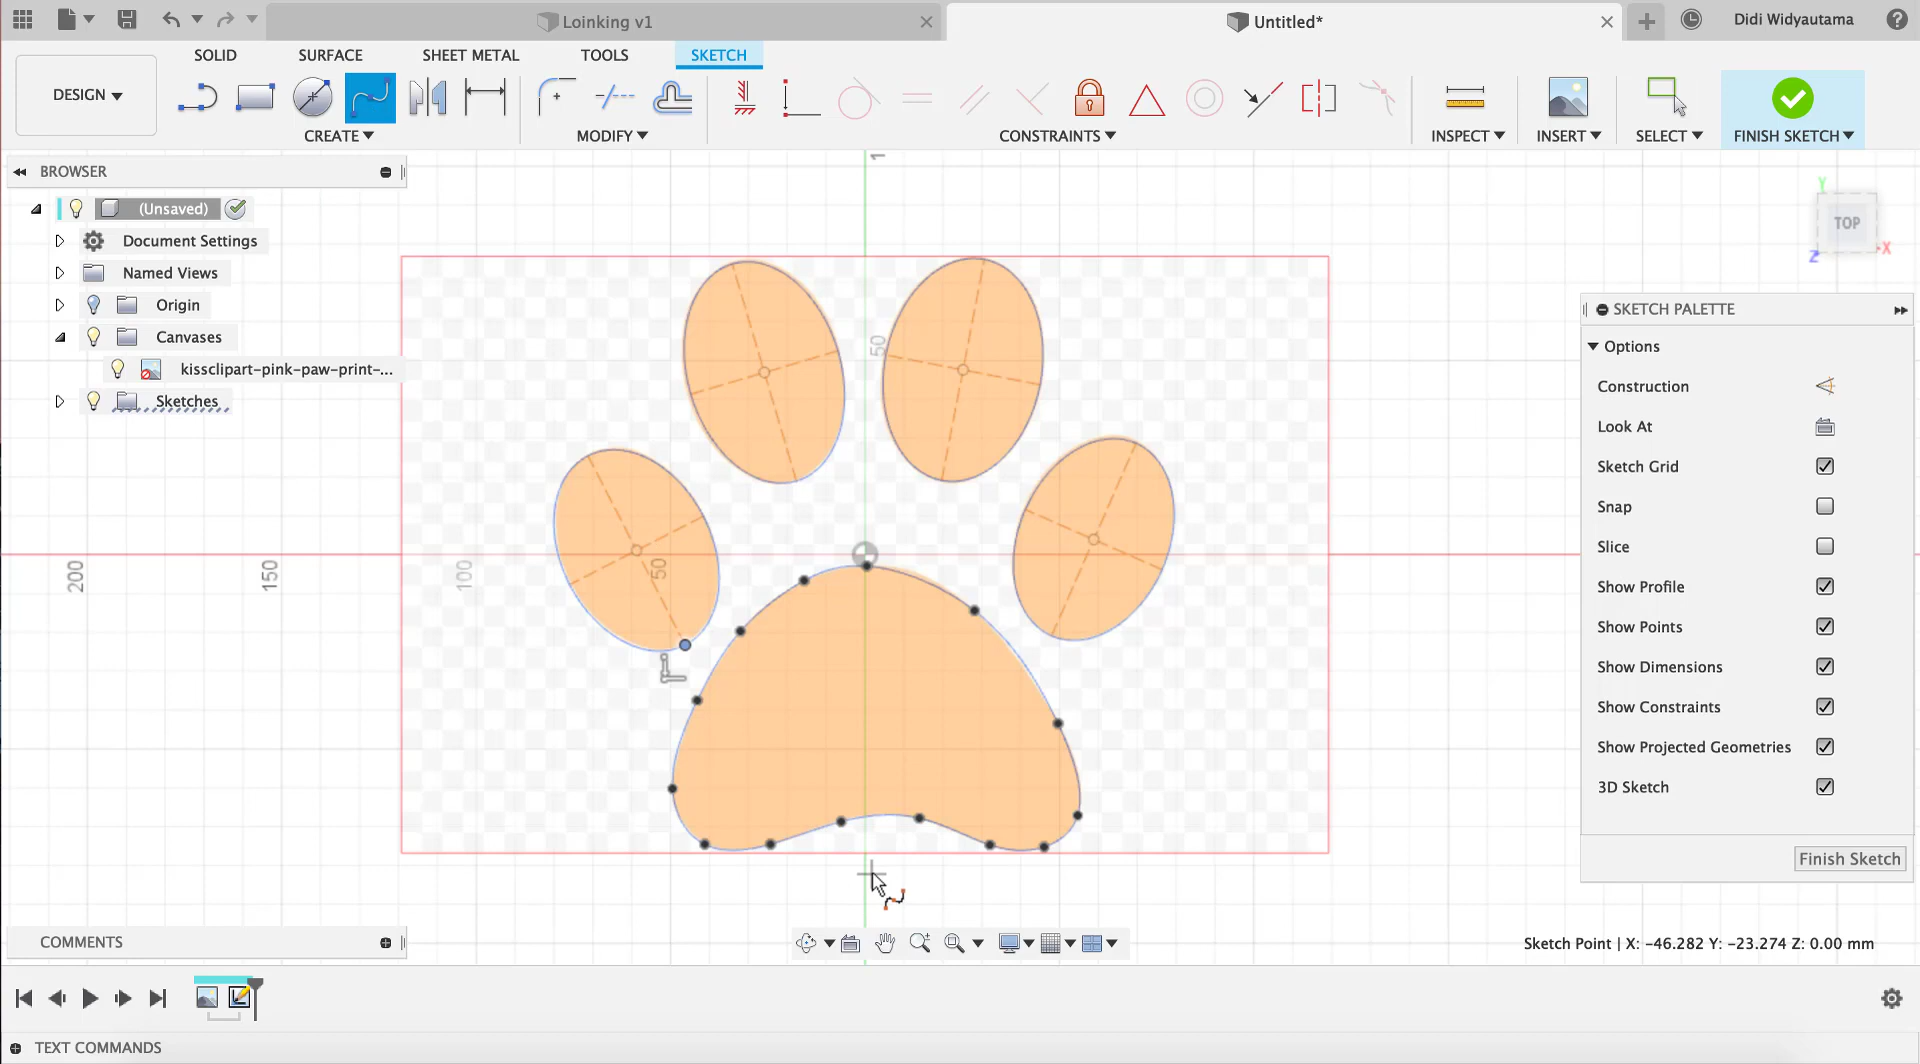 Loinking v1
Untitled*
Didi Widyautama
SOLID SURFACE SHEET METAL TOOLS SKETCH
DESIGN
CREATE MODIFY CONSTRAINTS INSPECT INSERT SELECT FINISH SKETCH
BROWSER
(Unsaved)
Document Settings
Named Views
Origin
Canvases
kissclipart-pink-paw-print-...
Sketches
1
50
200
150
100
50
Y
TOP
X
Z
SKETCH PALETTE
Options
Construction
Look At
Sketch Grid
Snap
Slice
Show Profile
Show Points
Show Dimensions
Show Constraints
Show Projected Geometries
3D Sketch
Finish Sketch
COMMENTS
Sketch Point | X: -46.282 Y: -23.274 Z: 0.00 mm
TEXT COMMANDS